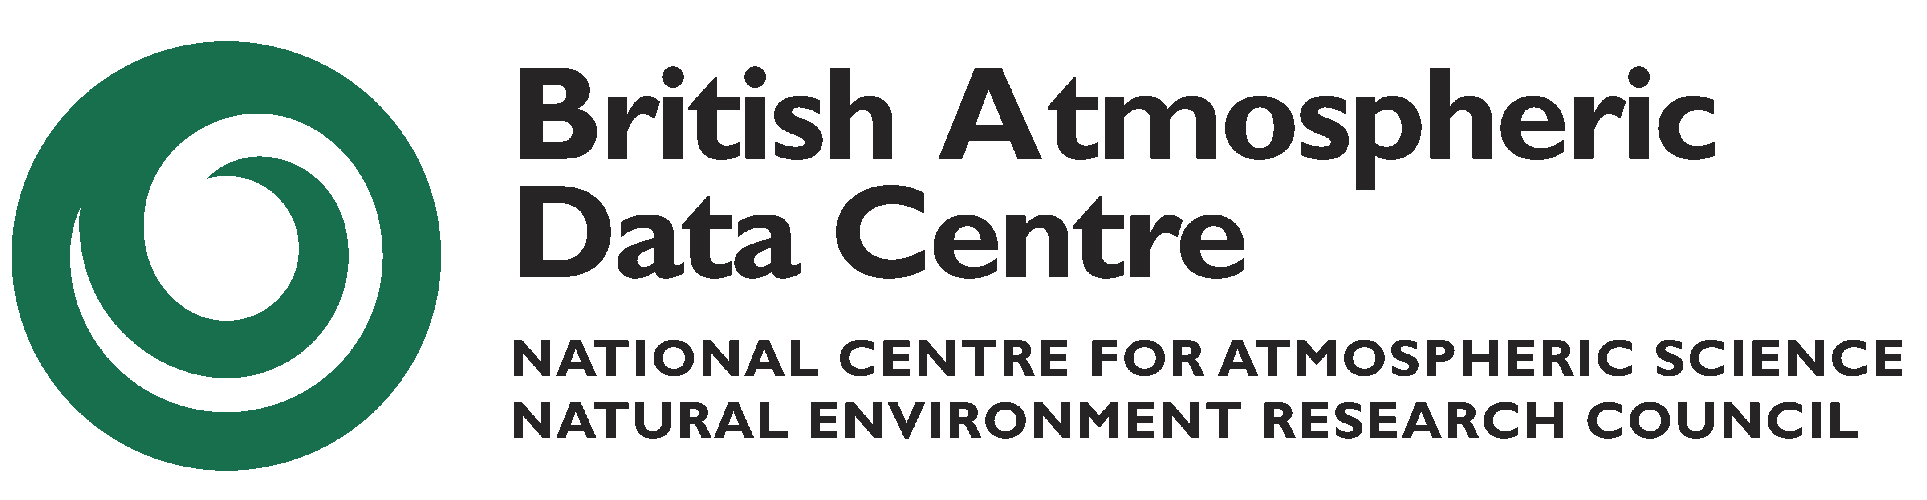 British Atmospheric
Data Centre
NATIONAL CENTRE FOR ATMOSPHERIC SCIENCE
NATURAL ENVIRONMENT RESEARCH COUNCIL